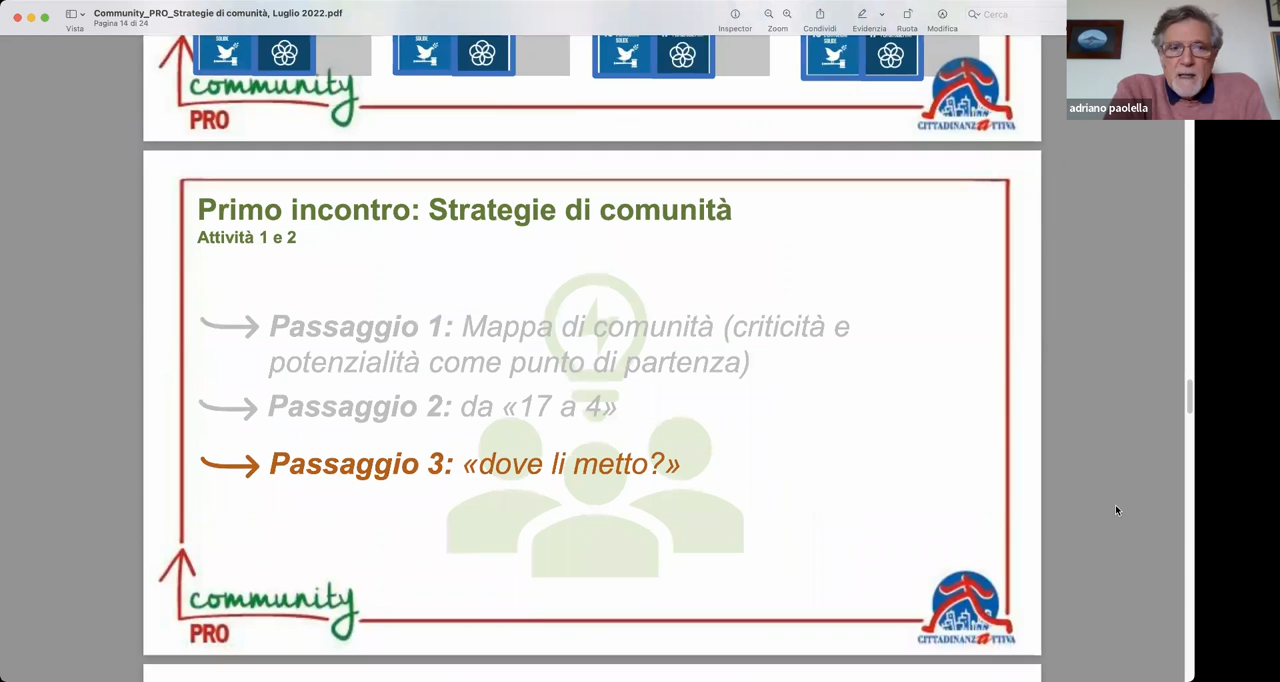 Community_PRO_Strategie di comunità, Luglio 2022.pdf
Pagina 14 di 24
Vista
Inspector
Zoom
Condividi
Evidenzia
Ruota
Modifica
Cerca
adriano paolella
SOLIDE
community
PRO
CITTADINANZATTIVA
Primo incontro: Strategie di comunità
Attività 1 e 2
Passaggio 1: Mappa di comunità (criticità e
potenzialità come punto di partenza)
Passaggio 2: da «17 a 4»
Passaggio 3: «dove li metto?»
community
PRO
CITTADINANZATTIVA